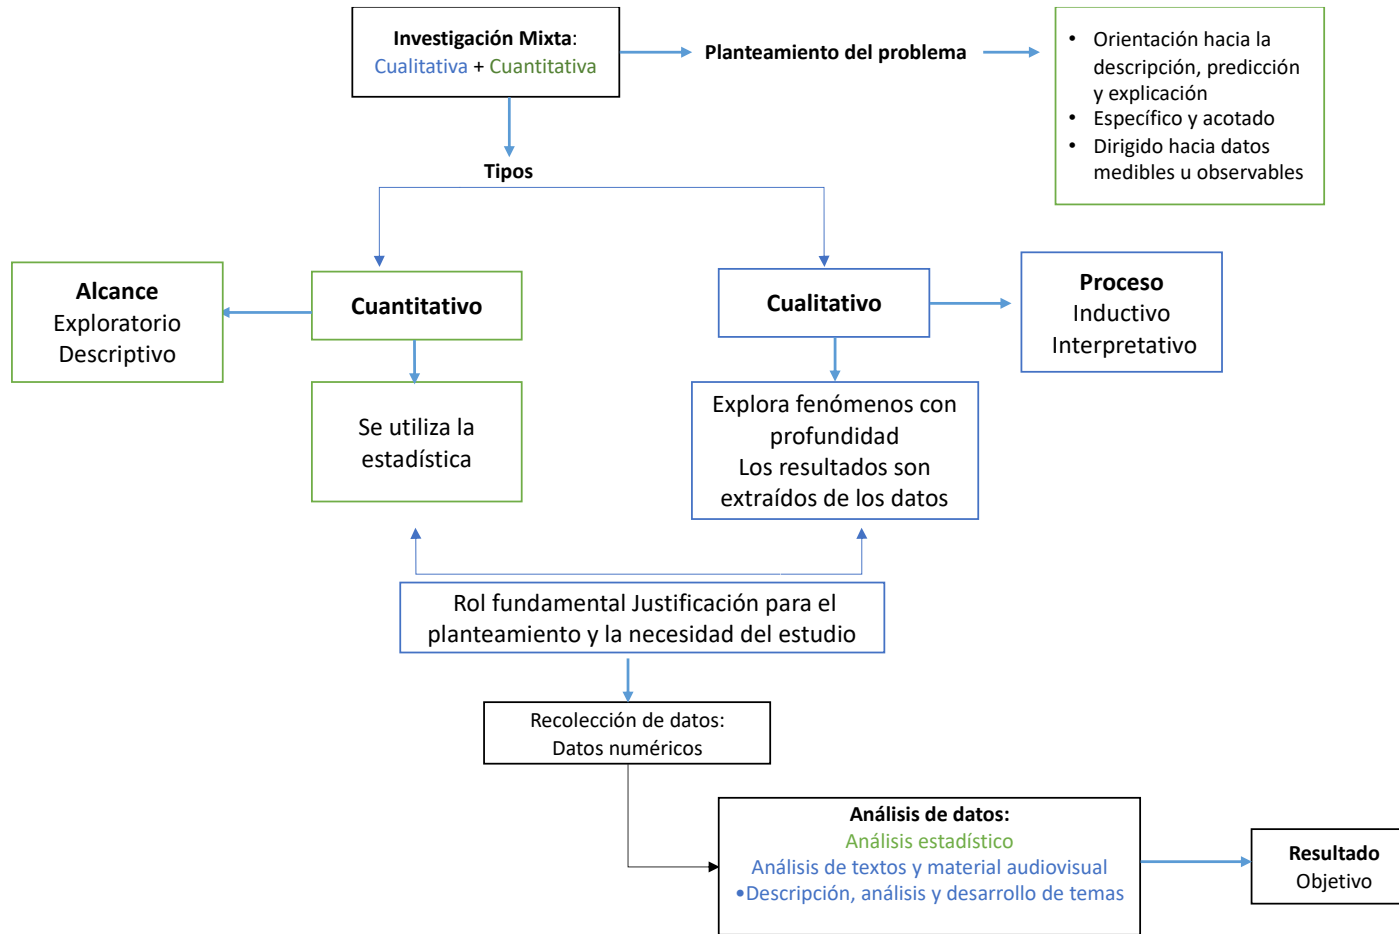 Investigación Mixta:
Cualitativa + Cuantitativa
Planteamiento del problema
• Orientación hacia la
descripción, predicción
y explicación
• Específico y acotado
• Dirigido hacia datos
medibles u observables
Tipos
Alcance
Exploratorio
Descriptivo
Cuantitativo
Cualitativo
Proceso
Inductivo
Interpretativo
Se utiliza la
estadística
Explora fenómenos con
profundidad
Los resultados son
extraídos de los datos
Rol fundamental Justificación para el
planteamiento y la necesidad del estudio
Recolección de datos:
Datos numéricos
Análisis de datos:
Análisis estadístico
Análisis de textos y material audiovisual
•Descripción, análisis y desarrollo de temas
Resultado
Objetivo